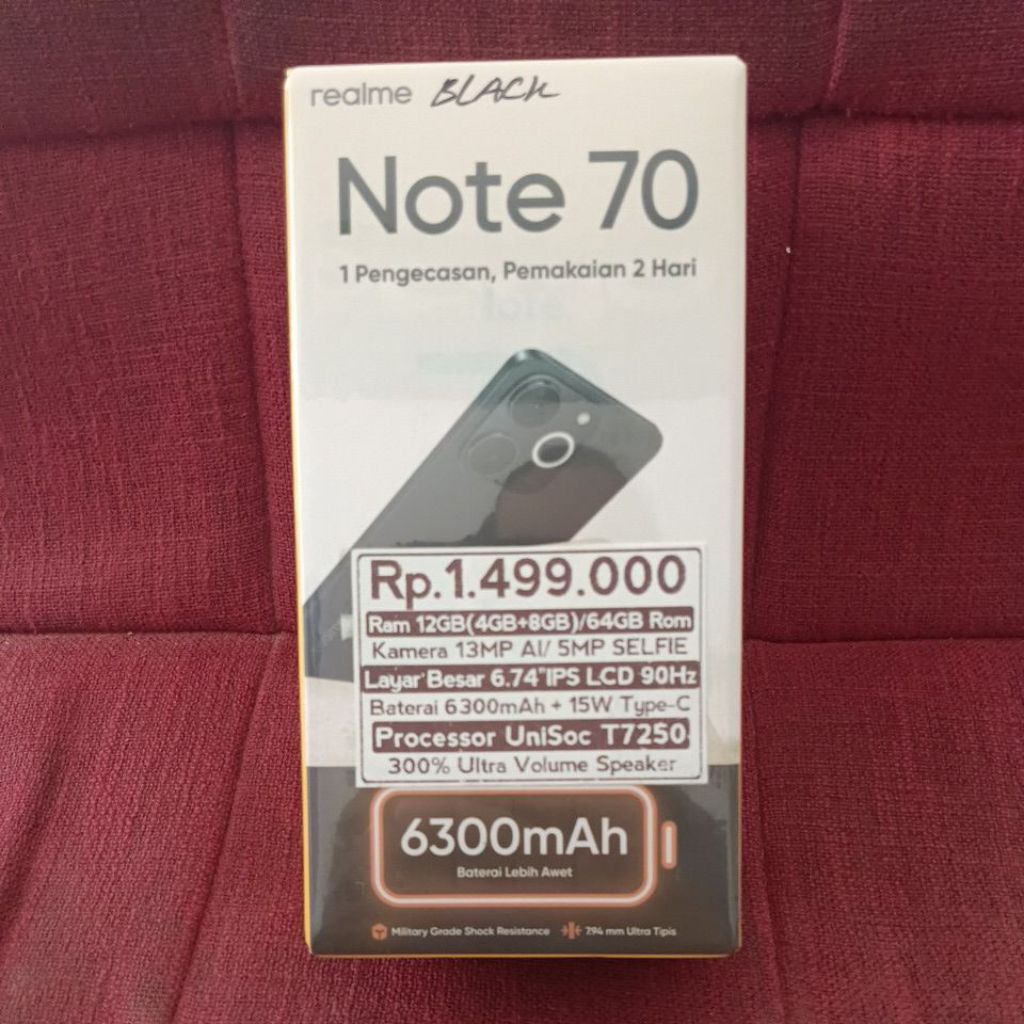 realme BLACK
Note 70
1 Pengecasan, Pemakaian 2 Hari
Rp.1.499.000
Ram 12GB(4GB+8GB)/64GB Rom
Kamera 13MP AI/ 5MP SELFIE
Layar Besar 6.74"IPS LCD 90Hz
Baterai 6300mAh + 15W Type-C
Processor UniSoc T7250
300% Ultra Volume Speaker
6300mAh
Baterai Lebih Awet
Military Grade Shock Resistance 7.94 mm Ultra Tipis